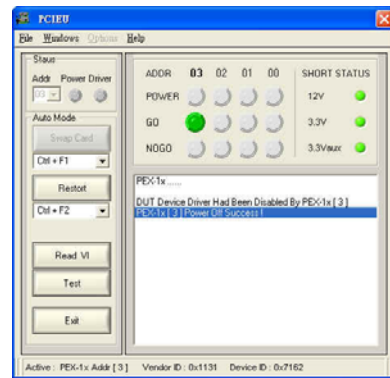 PCIEU
File Windows Options Help
Staus
Addr Power Driver
03
Auto Mode
Swap Card
Ctrl + F1
Restort
Ctrl + F2
Read VI
Test
Exit
ADDR 03 02 01 00 SHORT STATUS
POWER 12V
GO 3.3V
NOGO 3.3Vaux
PEX-1x ......
DUT Device Driver Had Been Disabled By PEX-1x [ 3 ]
PEX-1x [ 3 ] Power Off Success !
Active : PEX-1x Addr [ 3 ] Vendor ID : 0x1131 Device ID : 0x7162